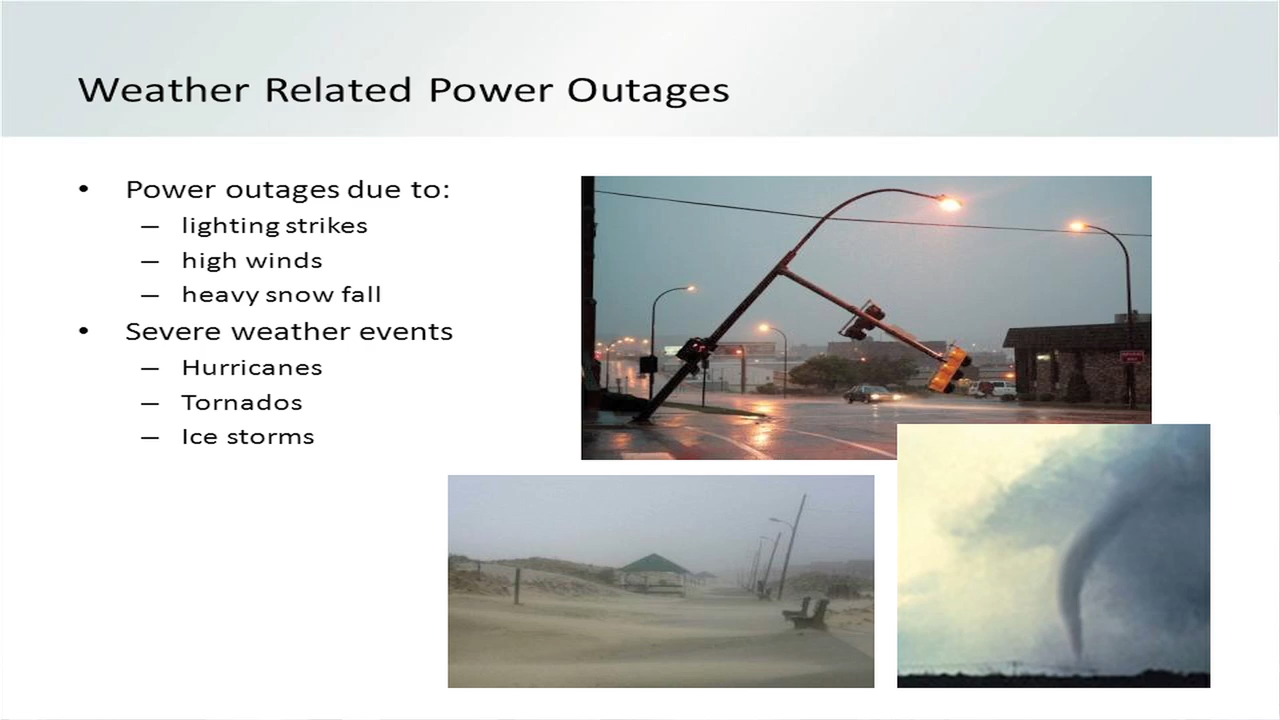 Weather Related Power Outages
• Power outages due to:
– lighting strikes
– high winds
– heavy snow fall
• Severe weather events
– Hurricanes
– Tornados
– Ice storms